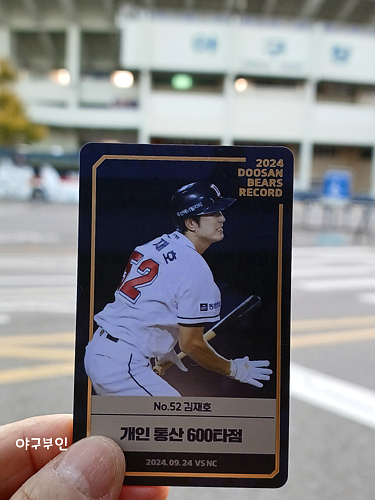 2024
DOOSAN
BEARS
RECORD
재호
52
No.52 김재호
개인 통산 600타점
2024.09.24 VS NC
야구부인